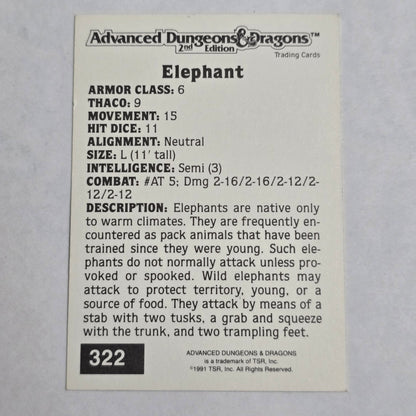 Advanced Dungeons & Dragons™
2nd Edition
Trading Cards
Elephant
ARMOR CLASS: 6
THACO: 9
MOVEMENT: 15
HIT DICE: 11
ALIGNMENT: Neutral
SIZE: L (11' tall)
INTELLIGENCE: Semi (3)
COMBAT: #AT 5; Dmg 2-16/2-16/2-12/2-
12/2-12
DESCRIPTION: Elephants are native only
to warm climates. They are frequently en-
countered as pack animals that have been
trained since they were young. Such ele-
phants do not normally attack unless pro-
voked or spooked. Wild elephants may
attack to protect territory, young, or a
source of food. They attack by means of a
stab with two tusks, a grab and squeeze
with the trunk, and two trampling feet.
322
ADVANCED DUNGEONS & DRAGONS
is a trademark of TSR, Inc.
©1991 TSR, Inc. All Rights Reserved.